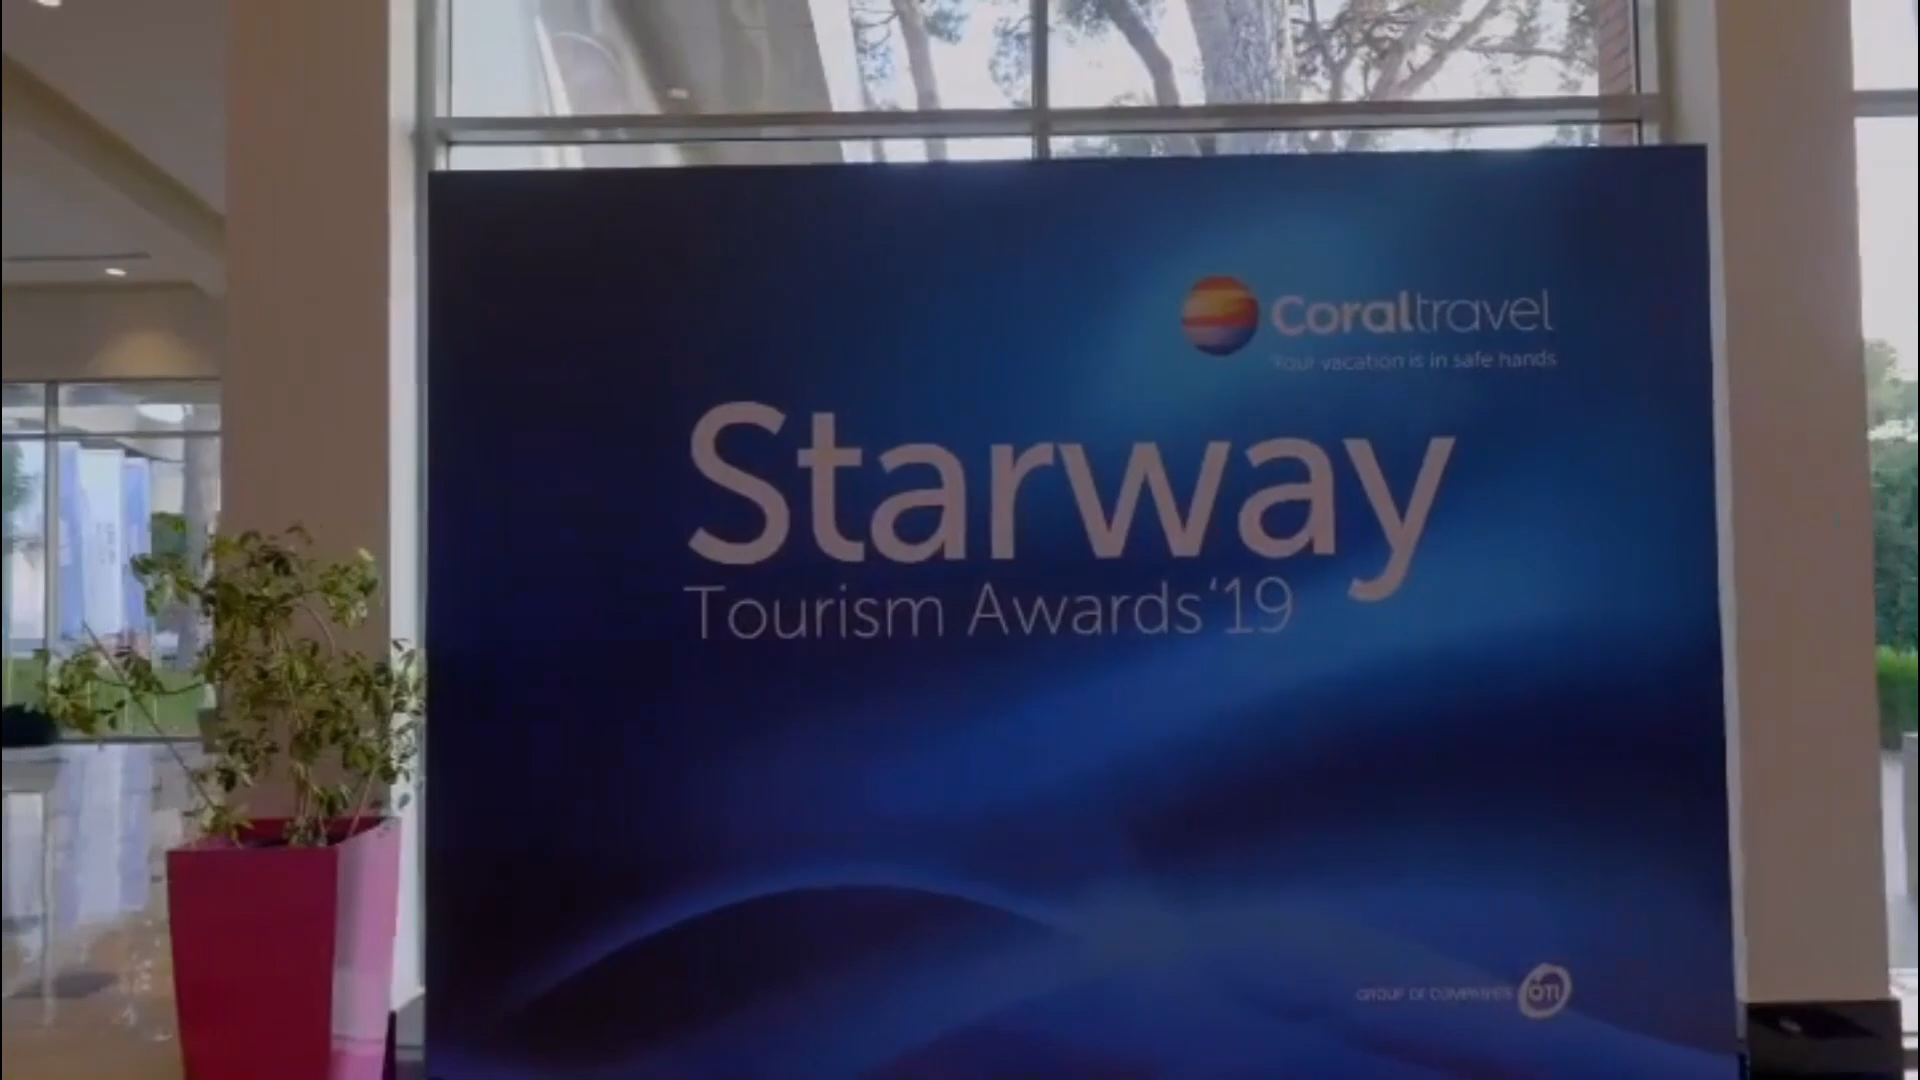 Coraltravel
Your vacation is in safe hands
Starway
Tourism Awards '19
GROUP OF COMPANIES OTI